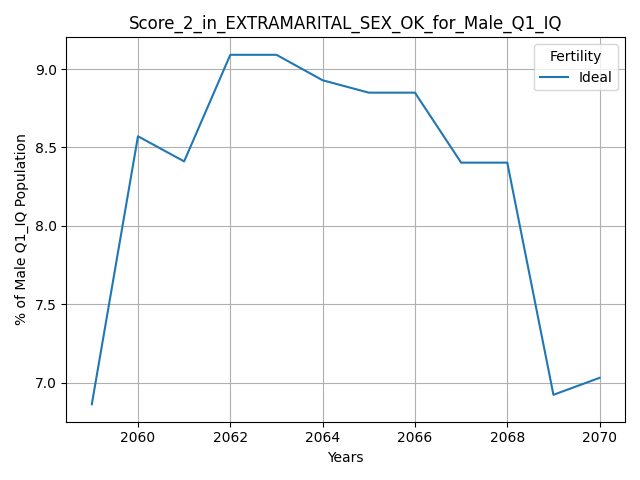 Score_2_in_EXTRAMARITAL_SEX_OK_for_Male_Q1_IQ
Fertility
Ideal
% of Male Q1_IQ Population
9.0
8.5
8.0
7.5
7.0
2060 2062 2064 2066 2068 2070
Years